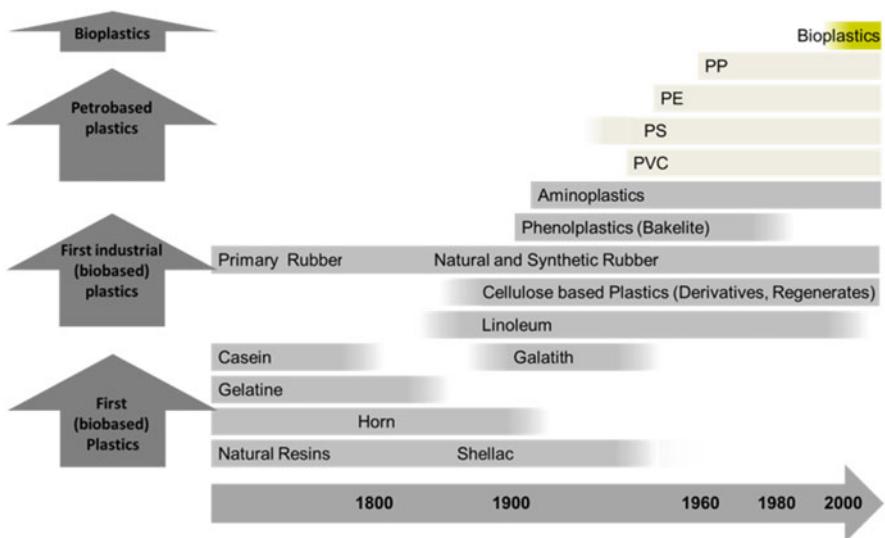 Bioplastics
Bioplastics
PP
Petrobased
plastics
PE
PS
PVC
Aminoplastics
Phenolplastics (Bakelite)
First industrial
(biobased)
plastics
Primary Rubber Natural and Synthetic Rubber
Cellulose based Plastics (Derivatives, Regenerates)
Linoleum
Casein Galatith
Gelatine
First
(biobased)
Plastics
Horn
Natural Resins Shellac
1800 1900 1960 1980 2000